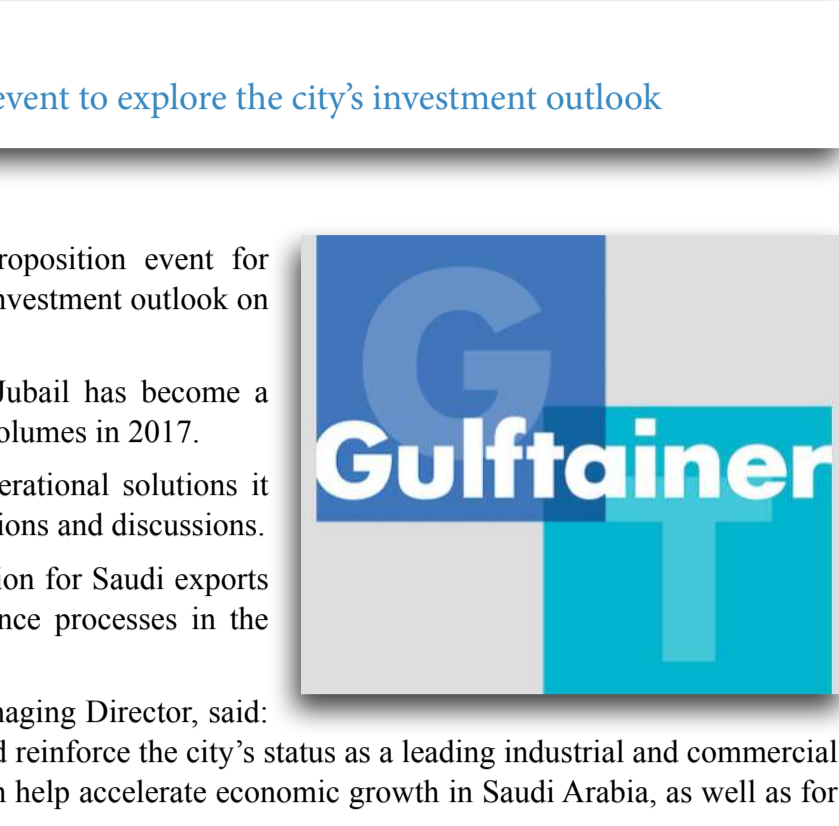 event to explore the city’s investment outlook
roposition event for
nvestment outlook on
Jubail has become a
olumes in 2017.
erational solutions it
ions and discussions.
ion for Saudi exports
nce processes in the
naging Director, said:
G
Gulftainer
T
d reinforce the city’s status as a leading industrial and commercial
n help accelerate economic growth in Saudi Arabia, as well as for